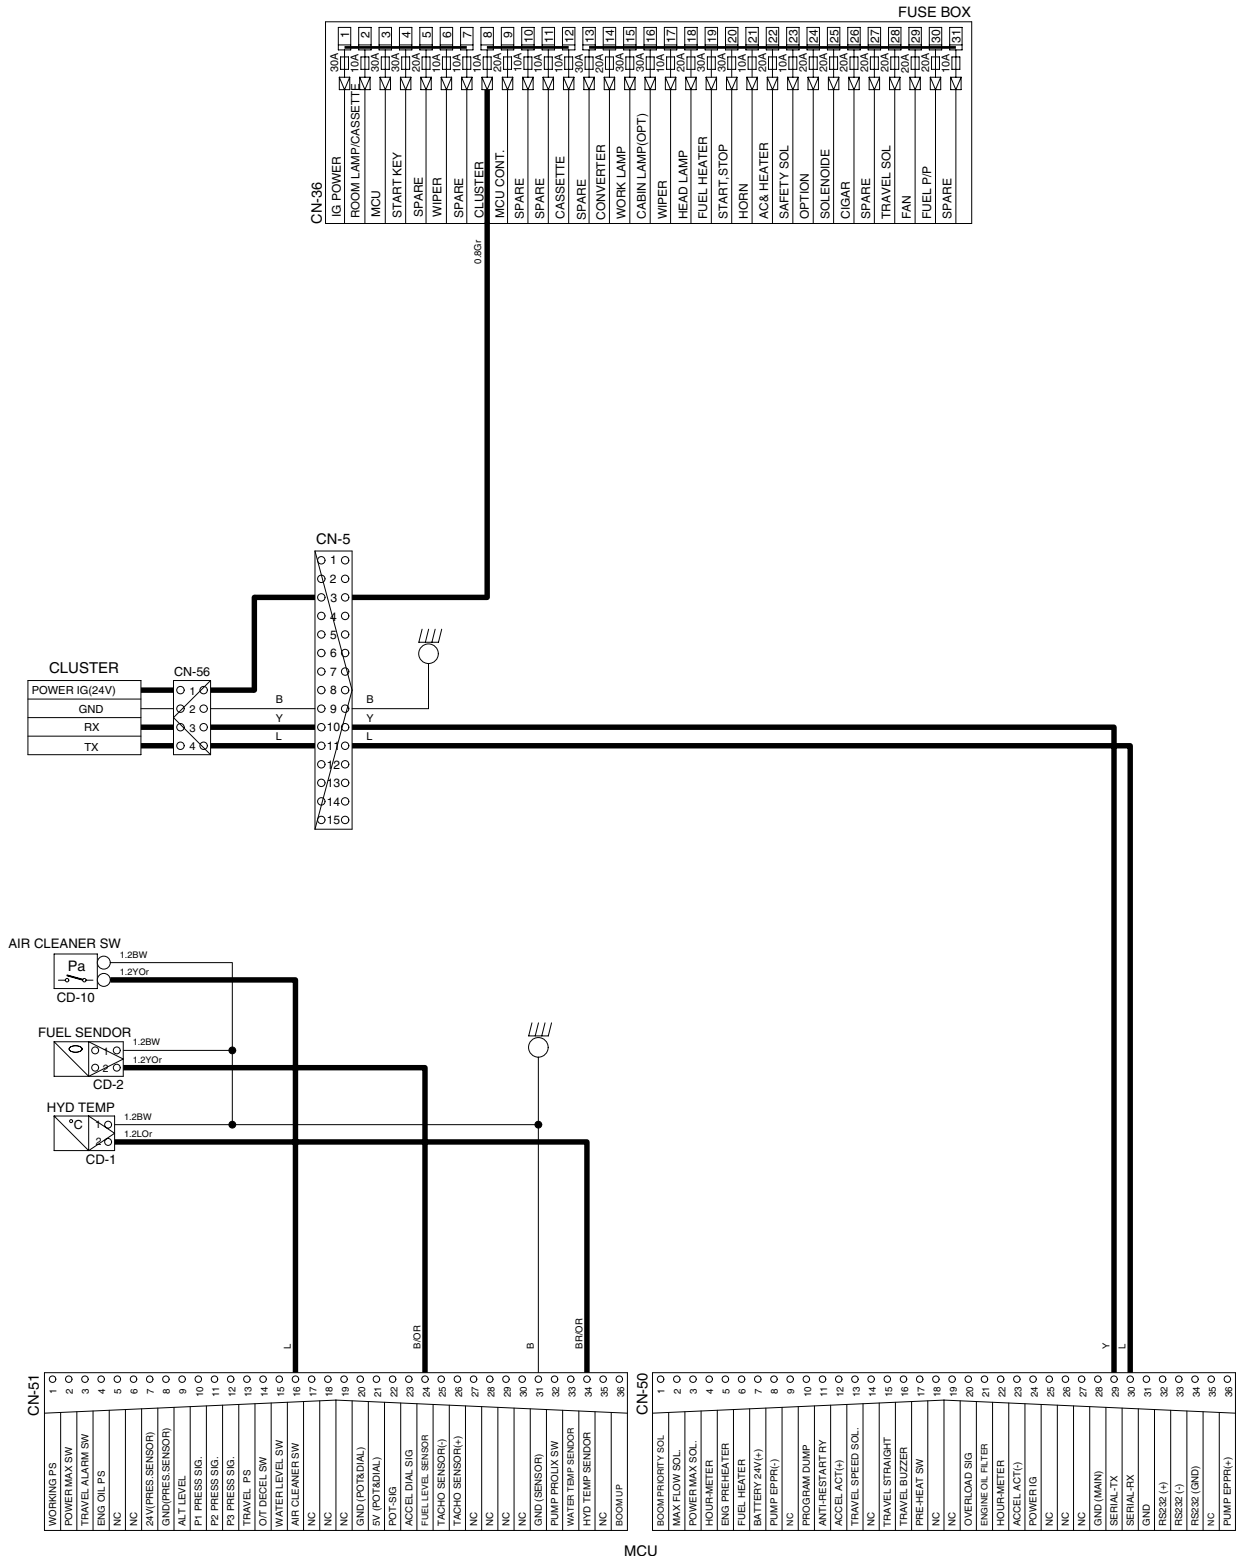 FUSE BOX
1 2 3 4 5 6 7 8 9 10 11 12 13 14 15 16 17 18 19 20 21 22 23 24 25 26 27 28 29 30 31
30A 10A 30A 30A 20A 10A 10A 10A 20A 10A 10A 10A 30A 20A 30A 10A 10A 20A 30A 10A 10A 20A 10A 20A 20A 20A 20A 20A 20A 20A 10A
CN-36
IG POWER
ROOM LAMP/CASSETTE
MCU
START KEY
SPARE
WIPER
SPARE
CLUSTER
MCU CONT.
SPARE
SPARE
CASSETTE
SPARE
CONVERTER
WORK LAMP
CABIN LAMP(OPT)
WIPER
HEAD LAMP
FUEL HEATER
START,STOP
HORN
AC& HEATER
SAFETY SOL
OPTION
SOLENOIDE
CIGAR
SPARE
TRAVEL SOL
FAN
FUEL P/P
SPARE
0.8Gr
CN-5
1
2
3
4
5
6
7
8
9
10
11
12
13
14
15
CLUSTER
CN-56
POWER IG(24V) 1
GND 2 B B
RX 3 Y Y
TX 4 L L
AIR CLEANER SW
Pa
1.2BW
1.2YOr
CD-10
FUEL SENDOR
1 1.2BW
2 1.2YOr
CD-2
HYD TEMP
°C
1 1.2BW
2 1.2LOr
CD-1
L
B/OR
B
BR/OR
Y
L
CN-51
1 2 3 4 5 6 7 8 9 10 11 12 13 14 15 16 17 18 19 20 21 22 23 24 25 26 27 28 29 30 31 32 33 34 35 36
WORKING PS
POWER MAX SW
TRAVEL ALARM SW
ENG OIL PS
NC
NC
24V(PRES.SENSOR)
GND(PRES.SENSOR)
ALT LEVEL
P1 PRESS SIG.
P2 PRESS SIG.
P3 PRESS SIG.
TRAVEL PS
O/T DECEL SW
WATER LEVEL SW
AIR CLEANER SW
NC
NC
NC
GND (POT&DIAL)
5V (POT&DIAL)
POT-SIG
ACCEL DIAL SIG
FUEL LEVEL SENSOR
TACHO SENSOR(-)
TACHO SENSOR(+)
NC
NC
NC
NC
GND (SENSOR)
PUMP PROLIX SW
WATER TEMP SENDOR
HYD TEMP SENDOR
NC
BOOM UP
CN-50
1 2 3 4 5 6 7 8 9 10 11 12 13 14 15 16 17 18 19 20 21 22 23 24 25 26 27 28 29 30 31 32 33 34 35 36
BOOM PRIORITY SOL
MAX FLOW SOL.
POWER MAX SOL.
HOUR-METER
ENG PREHEATER
FUEL HEATER
BATTERY 24V(+)
PUMP EPPR(-)
NC
PROGRAM DUMP
ANTI-RESTART RY
ACCEL ACT(+)
TRAVEL SPEED SOL.
NC
TRAVEL STRAIGHT
TRAVEL BUZZER
PRE-HEAT SW
NC
NC
OVERLOAD SIG
ENGINE OIL FILTER
HOUR-METER
ACCEL ACT(-)
POWER IG
NC
NC
NC
GND (MAIN)
SERIAL-TX
SERIAL-RX
GND
RS232 (+)
RS232 (-)
RS232 (GND)
NC
PUMP EPPR(+)
MCU